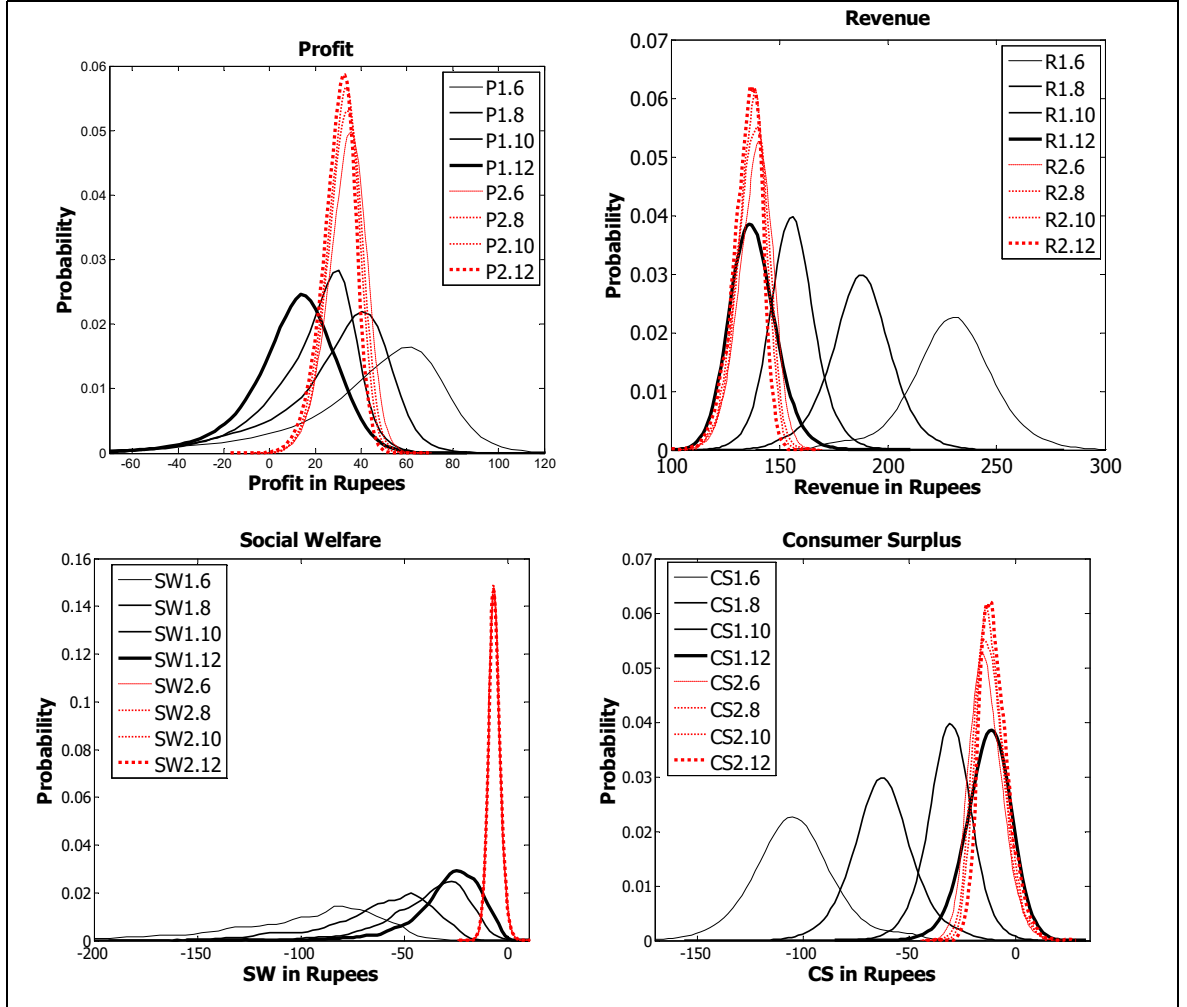 Profit
0.06
0.05
0.04
0.03
0.02
0.01
0
-60
-40
-20
0
20
40
60
80
100
120
Probability
Profit in Rupees
P1.6
P1.8
P1.10
P1.12
P2.6
P2.8
P2.10
P2.12
Revenue
0.07
0.06
0.05
0.04
0.03
0.02
0.01
0
100
150
200
250
300
Probability
Revenue in Rupees
R1.6
R1.8
R1.10
R1.12
R2.6
R2.8
R2.10
R2.12
Social Welfare
0.16
0.14
0.12
0.1
0.08
0.06
0.04
0.02
0
-200
-150
-100
-50
0
Probability
SW in Rupees
SW1.6
SW1.8
SW1.10
SW1.12
SW2.6
SW2.8
SW2.10
SW2.12
Consumer Surplus
0.07
0.06
0.05
0.04
0.03
0.02
0.01
0
-150
-100
-50
0
Probability
CS in Rupees
CS1.6
CS1.8
CS1.10
CS1.12
CS2.6
CS2.8
CS2.10
CS2.12